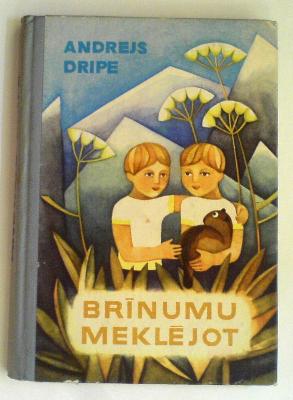 ANDREJS
DRIPE
BRĪNUMU
MEKLĒJOT